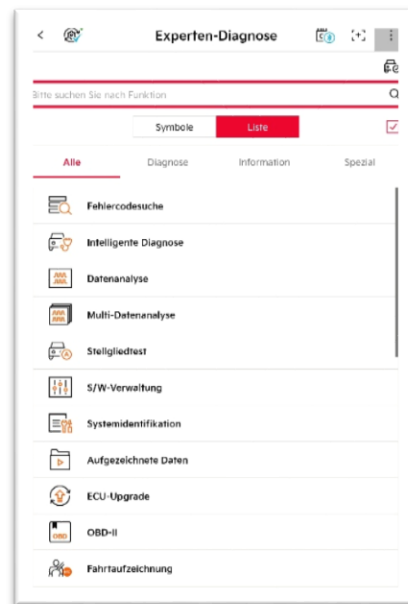 Experten-Diagnose
Bitte suchen Sie nach Funktion
Symbole Liste
Alle Diagnose Information Spezial
Fehlercodesuche
Intelligente Diagnose
Datenanalyse
Multi-Datenanalyse
Stellgliedtest
S/W-Verwaltung
Systemidentifikation
Aufgezeichnete Daten
ECU-Upgrade
OBD
OBD-II
Fahrtaufzeichnung